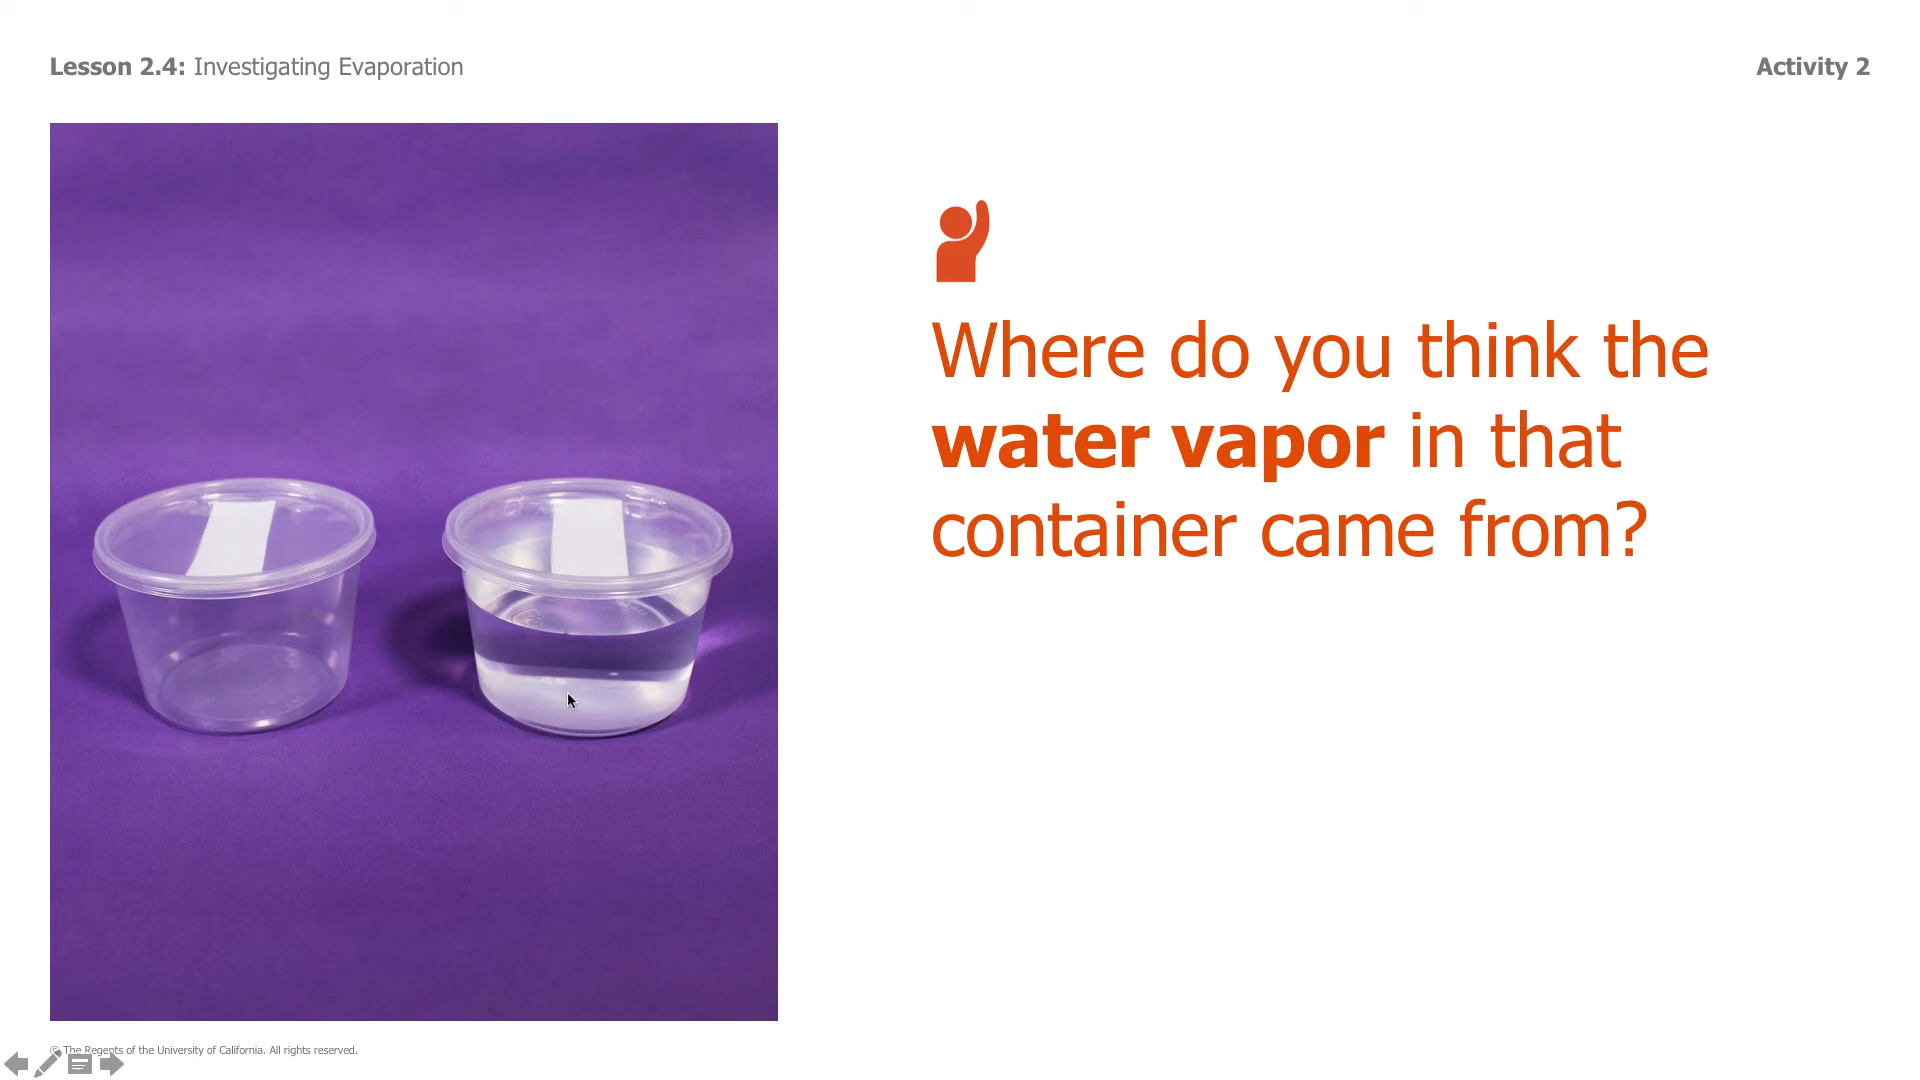 Lesson 2.4: Investigating Evaporation
Activity 2
Where do you think the
water vapor in that
container came from?
© The Regents of the University of California. All rights reserved.